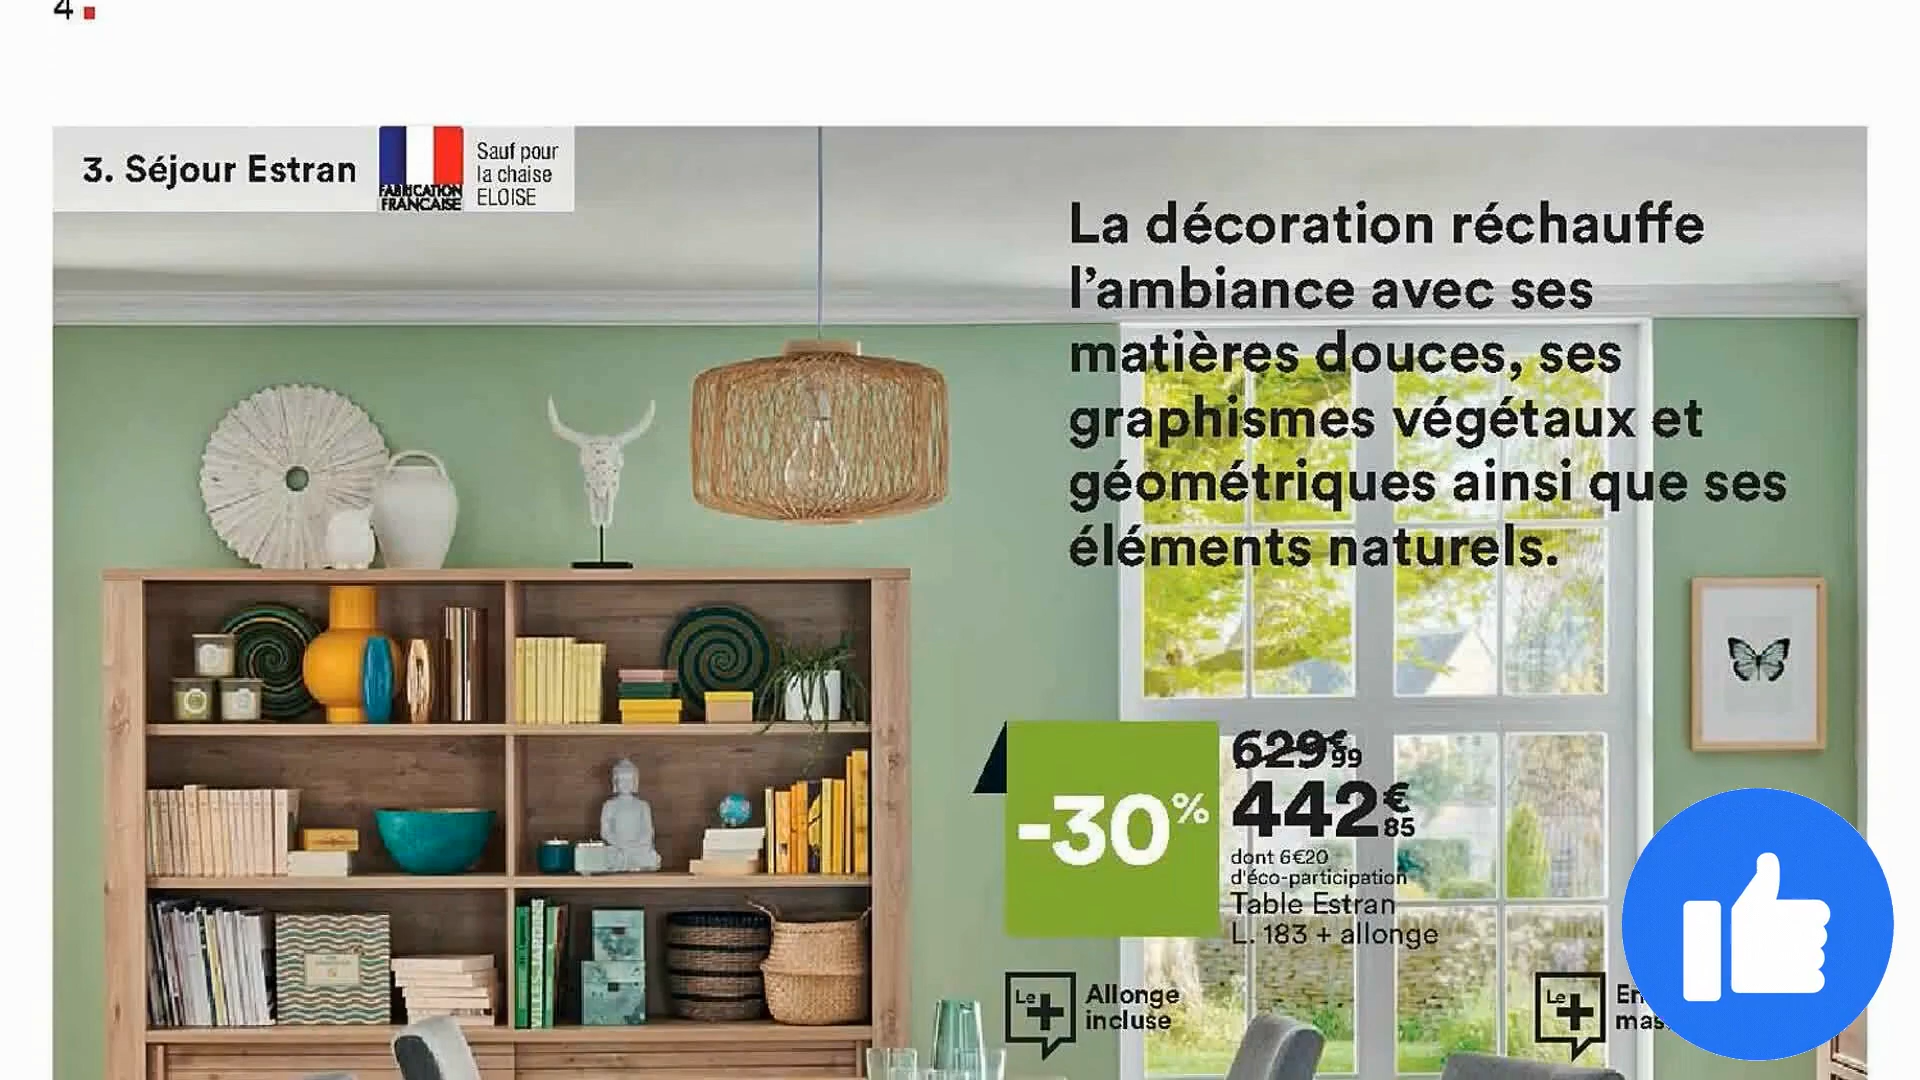 4
3. Séjour Estran
FABRICATION
FRANÇAISE
Sauf pour
la chaise
ELOISE
La décoration réchauffe
l'ambiance avec ses
matières douces, ses
graphismes végétaux et
géométriques ainsi que ses
éléments naturels.
-30%
629€99
442€85
dont 6€20
d'éco-participation
Table Estran
L. 183 + allonge
Le +
Allonge
incluse
Le +